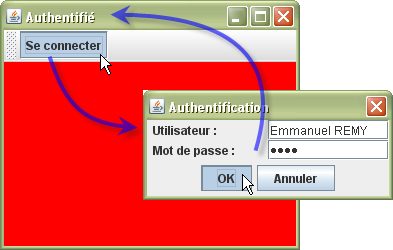 Authentifié
Se connecter
Authentification
Utilisateur : Emmanuel REMY
Mot de passe : ●●●●
OK Annuler